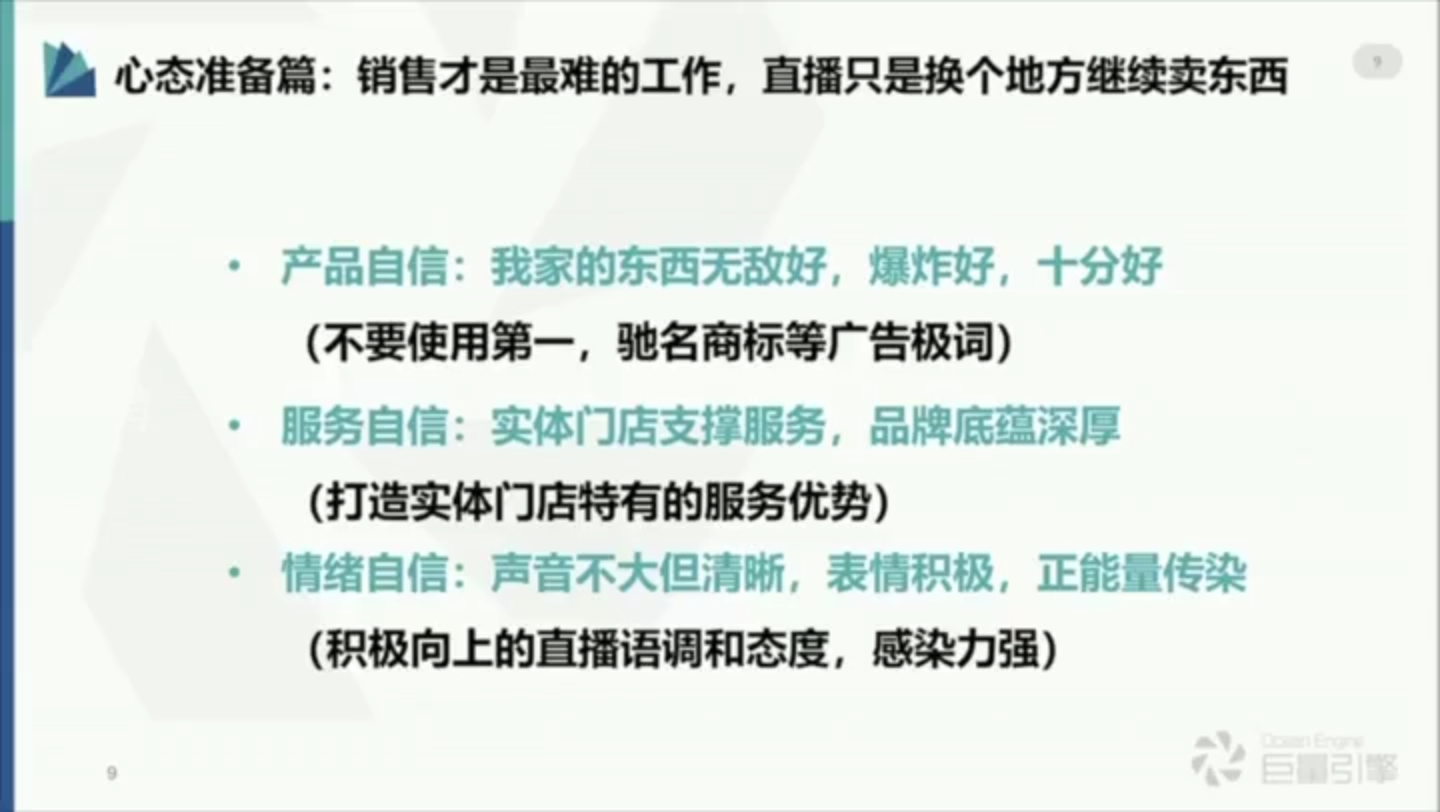 心态准备篇：销售才是最难的工作，直播只是换个地方继续卖东西
9
• 产品自信：我家的东西无敌好，爆炸好，十分好
（不要使用第一，驰名商标等广告极词）
• 服务自信：实体门店支撑服务，品牌底蕴深厚
（打造实体门店特有的服务优势）
• 情绪自信：声音不大但清晰，表情积极，正能量传染
（积极向上的直播语调和态度，感染力强）
9
Ocean Engine
巨量引擎